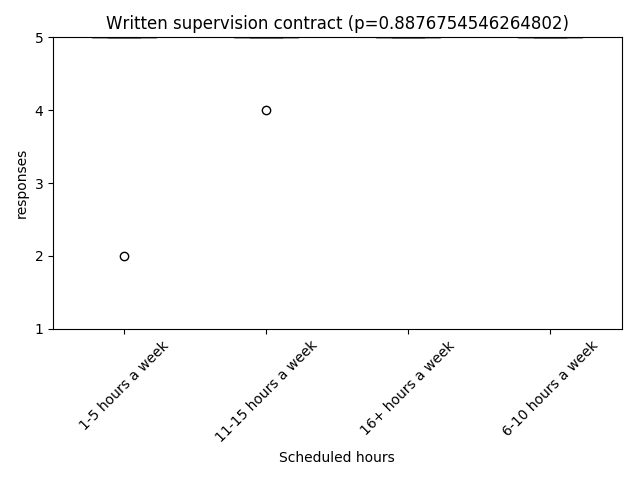 Written supervision contract (p=0.8876754546264802)
5
4
3
2
1
responses
1-5 hours a week
11-15 hours a week
16+ hours a week
6-10 hours a week
Scheduled hours